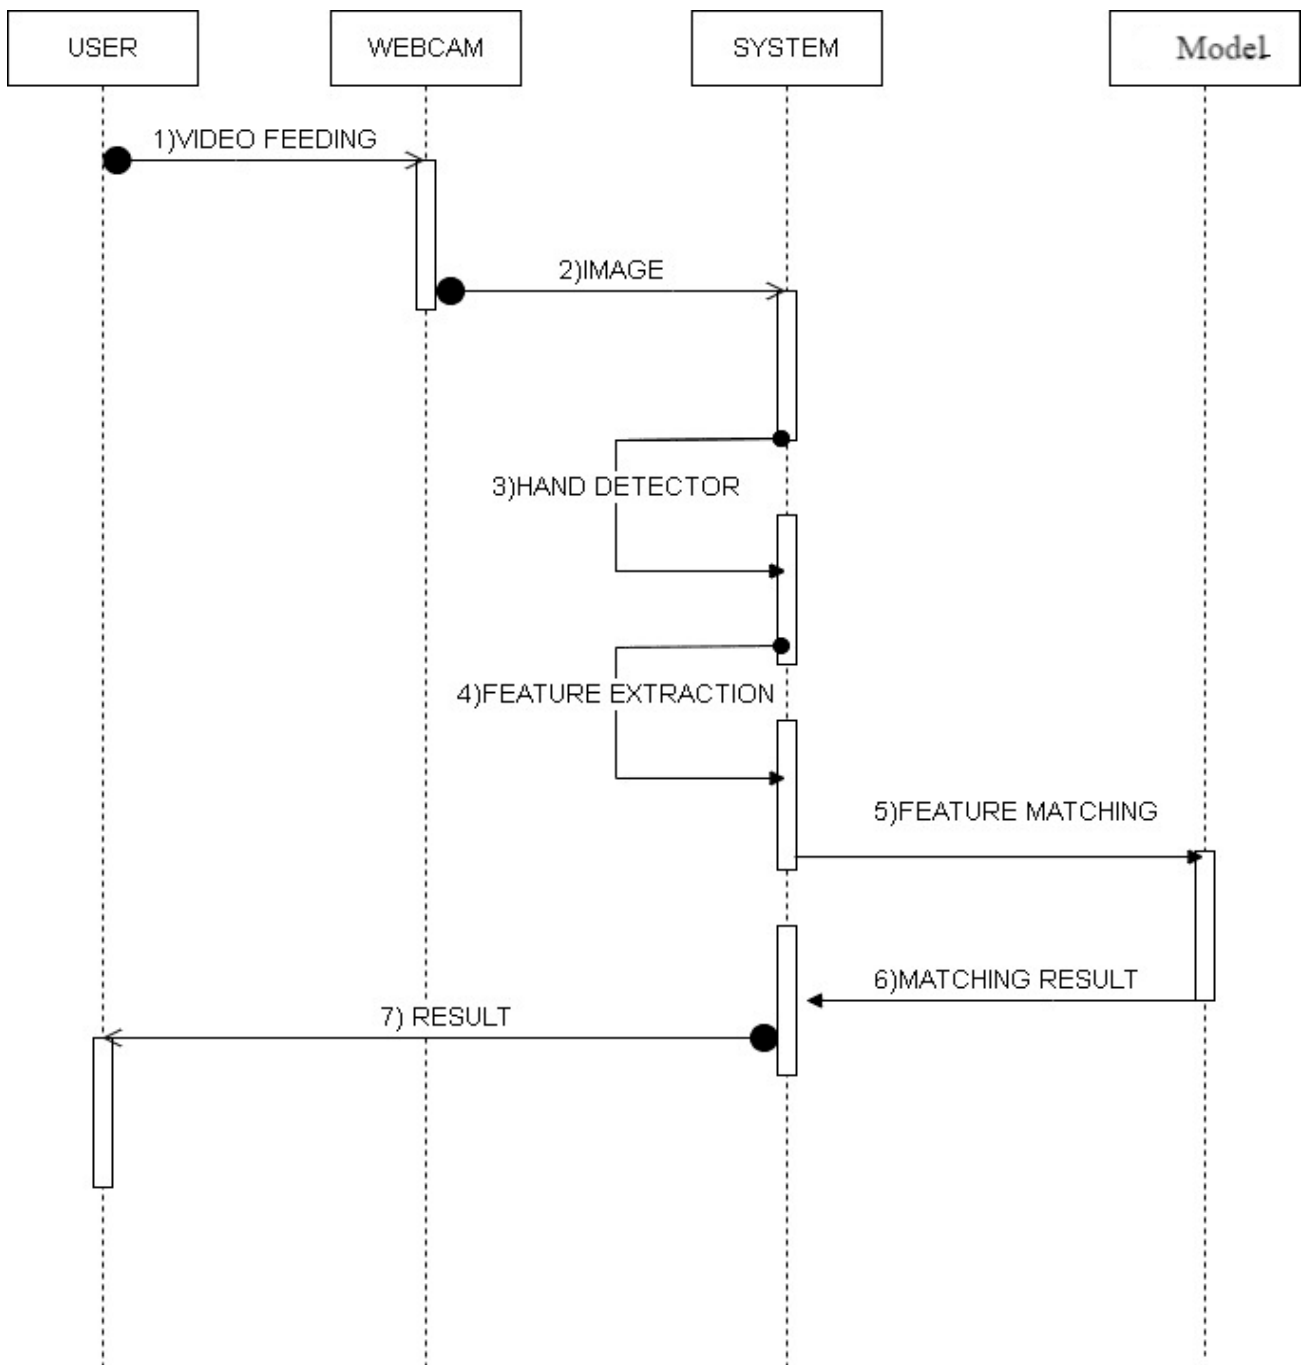 USER
WEBCAM
SYSTEM
Model
1)VIDEO FEEDING
2)IMAGE
3)HAND DETECTOR
4)FEATURE EXTRACTION
5)FEATURE MATCHING
6)MATCHING RESULT
7) RESULT